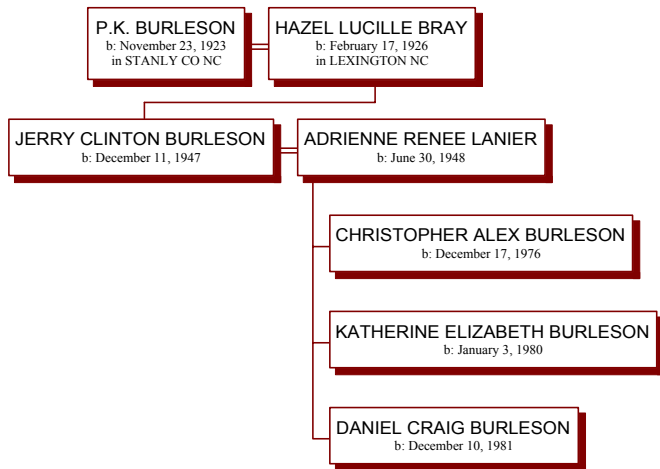 P.K. BURLESON
b: November 23, 1923
in STANLY CO NC
HAZEL LUCILLE BRAY
b: February 17, 1926
in LEXINGTON NC
JERRY CLINTON BURLESON
b: December 11, 1947
ADRIENNE RENEE LANIER
b: June 30, 1948
CHRISTOPHER ALEX BURLESON
b: December 17, 1976
KATHERINE ELIZABETH BURLESON
b: January 3, 1980
DANIEL CRAIG BURLESON
b: December 10, 1981